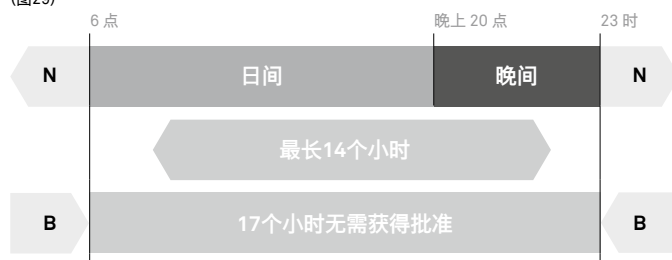 (图29)
6 点 晚上 20 点 23 时
N 日间 晚间 N
最长14个小时
B 17个小时无需获得批准 B